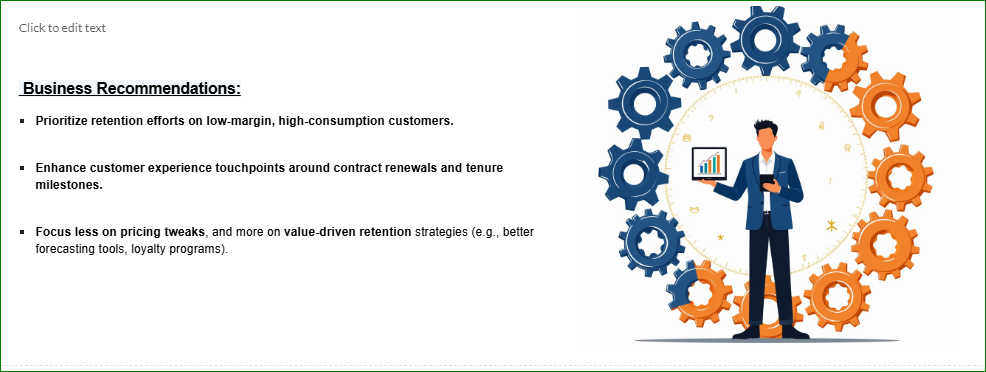 Click to edit text
Business Recommendations:
▪ Prioritize retention efforts on low-margin, high-consumption customers.
▪ Enhance customer experience touchpoints around contract renewals and tenure
milestones.
▪ Focus less on pricing tweaks, and more on value-driven retention strategies (e.g., better
forecasting tools, loyalty programs).